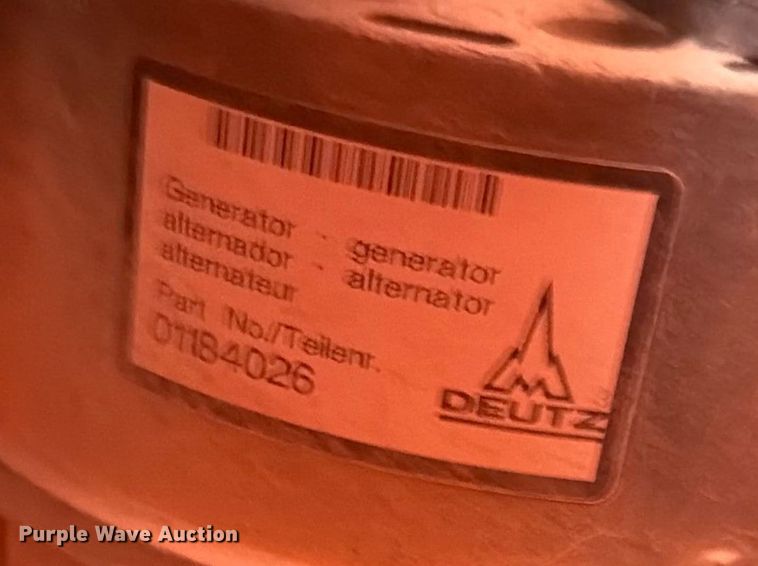 Generator - generator
alternador - alternator
alternateur
Part No./Teilenr.
01184026
DEUTZ
Purple Wave Auction